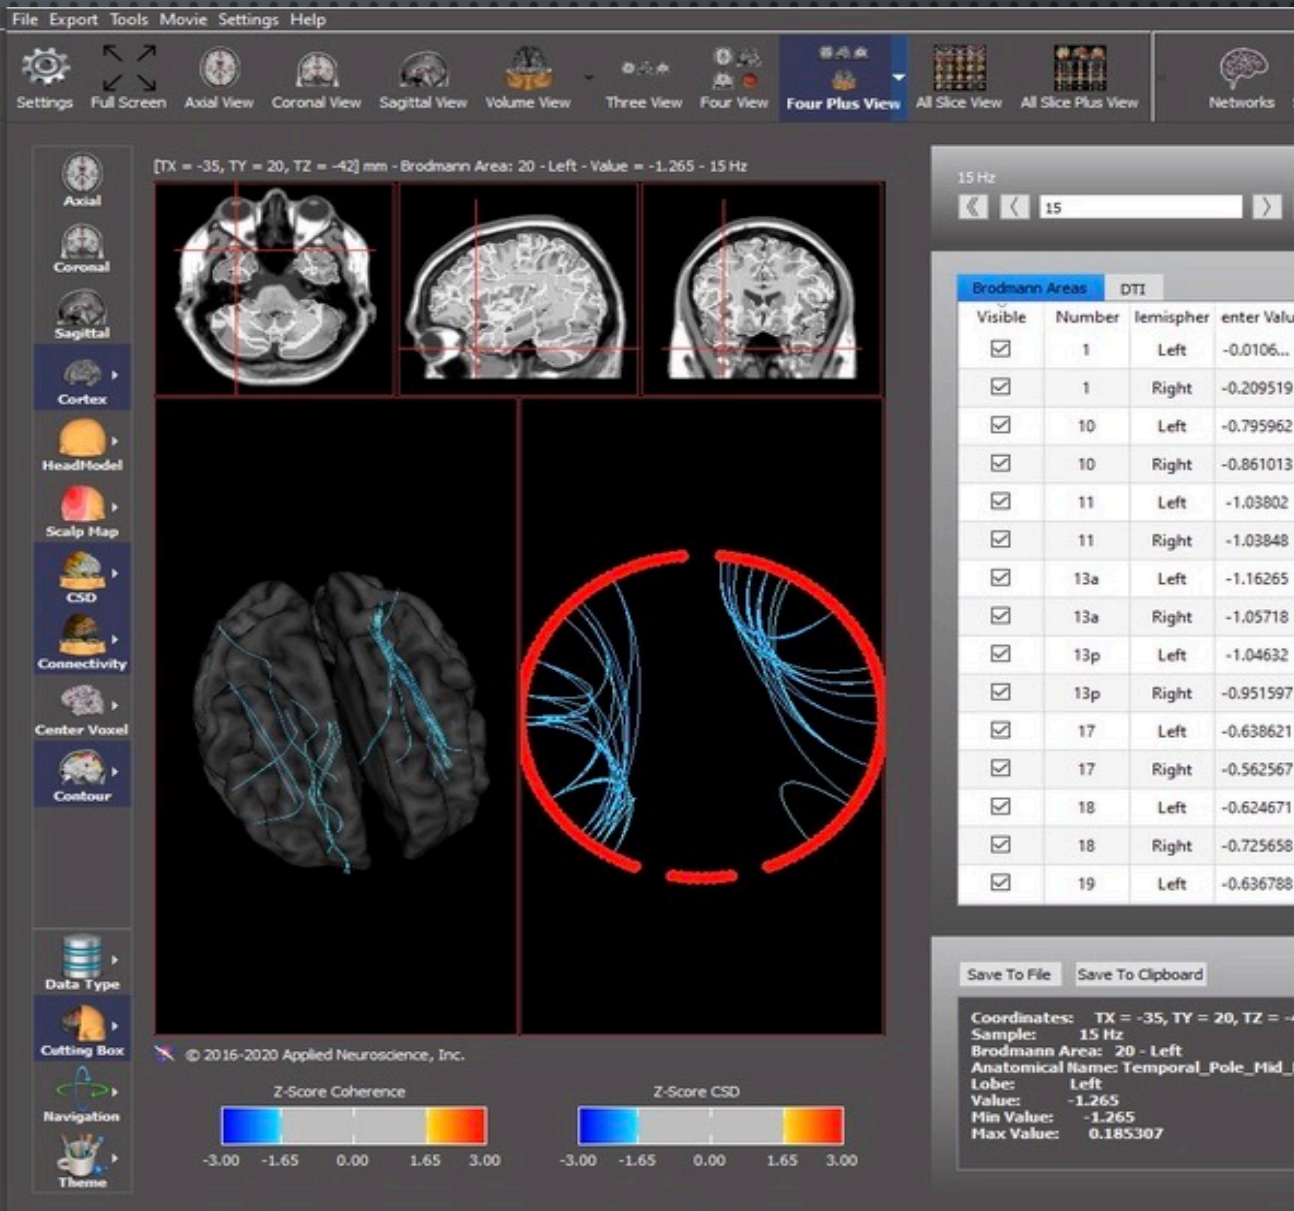 File Export Tools Movie Settings Help
Settings Full Screen Axial View Coronal View Sagittal View Volume View Three View Four View Four Plus View All Slice View All Slice Plus View Networks
Axial
Coronal
Sagittal
Cortex
HeadModel
Scalp Map
CSD
Connectivity
Center Voxel
Contour
Data Type
Cutting Box
Navigation
Theme
[TX = -35, TY = 20, TZ = -42] mm - Brodmann Area: 20 - Left - Value = -1.265 - 15 Hz
© 2016-2020 Applied Neuroscience, Inc.
Z-Score Coherence
-3.00 -1.65 0.00 1.65 3.00
Z-Score CSD
-3.00 -1.65 0.00 1.65 3.00
15 Hz
15
Brodmann Areas DTI
Visible Number lemispher enter Valu
1 Left -0.0106...
1 Right -0.209519
10 Left -0.795962
10 Right -0.861013
11 Left -1.03802
11 Right -1.03848
13a Left -1.16265
13a Right -1.05718
13p Left -1.04632
13p Right -0.951597
17 Left -0.638621
17 Right -0.562567
18 Left -0.624671
18 Right -0.725658
19 Left -0.636788
Save To File Save To Clipboard
Coordinates: TX = -35, TY = 20, TZ = -4
Sample: 15 Hz
Brodmann Area: 20 - Left
Anatomical Name: Temporal_Pole_Mid_
Lobe: Left
Value: -1.265
Min Value: -1.265
Max Value: 0.185307